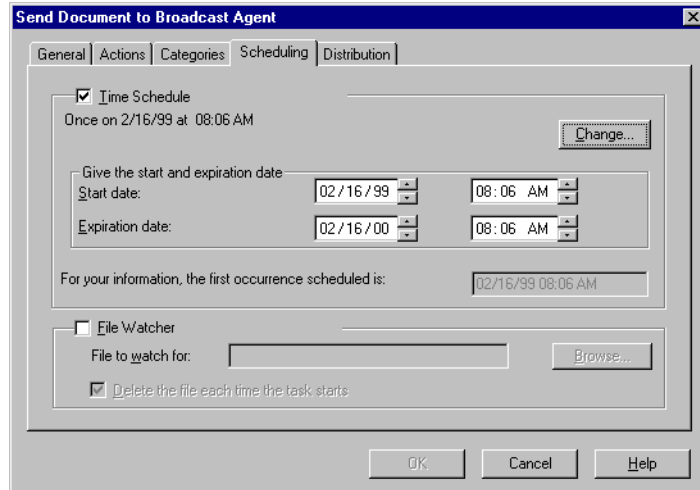 Send Document to Broadcast Agent
General Actions Categories Scheduling Distribution
Time Schedule
Once on 2/16/99 at 08:06 AM
Change...
Give the start and expiration date
Start date: 02/16/99 08:06 AM
Expiration date: 02/16/00 08:06 AM
For your information, the first occurrence scheduled is: 02/16/99 08:06 AM
File Watcher
File to watch for: Browse...
Delete the file each time the task starts
OK Cancel Help